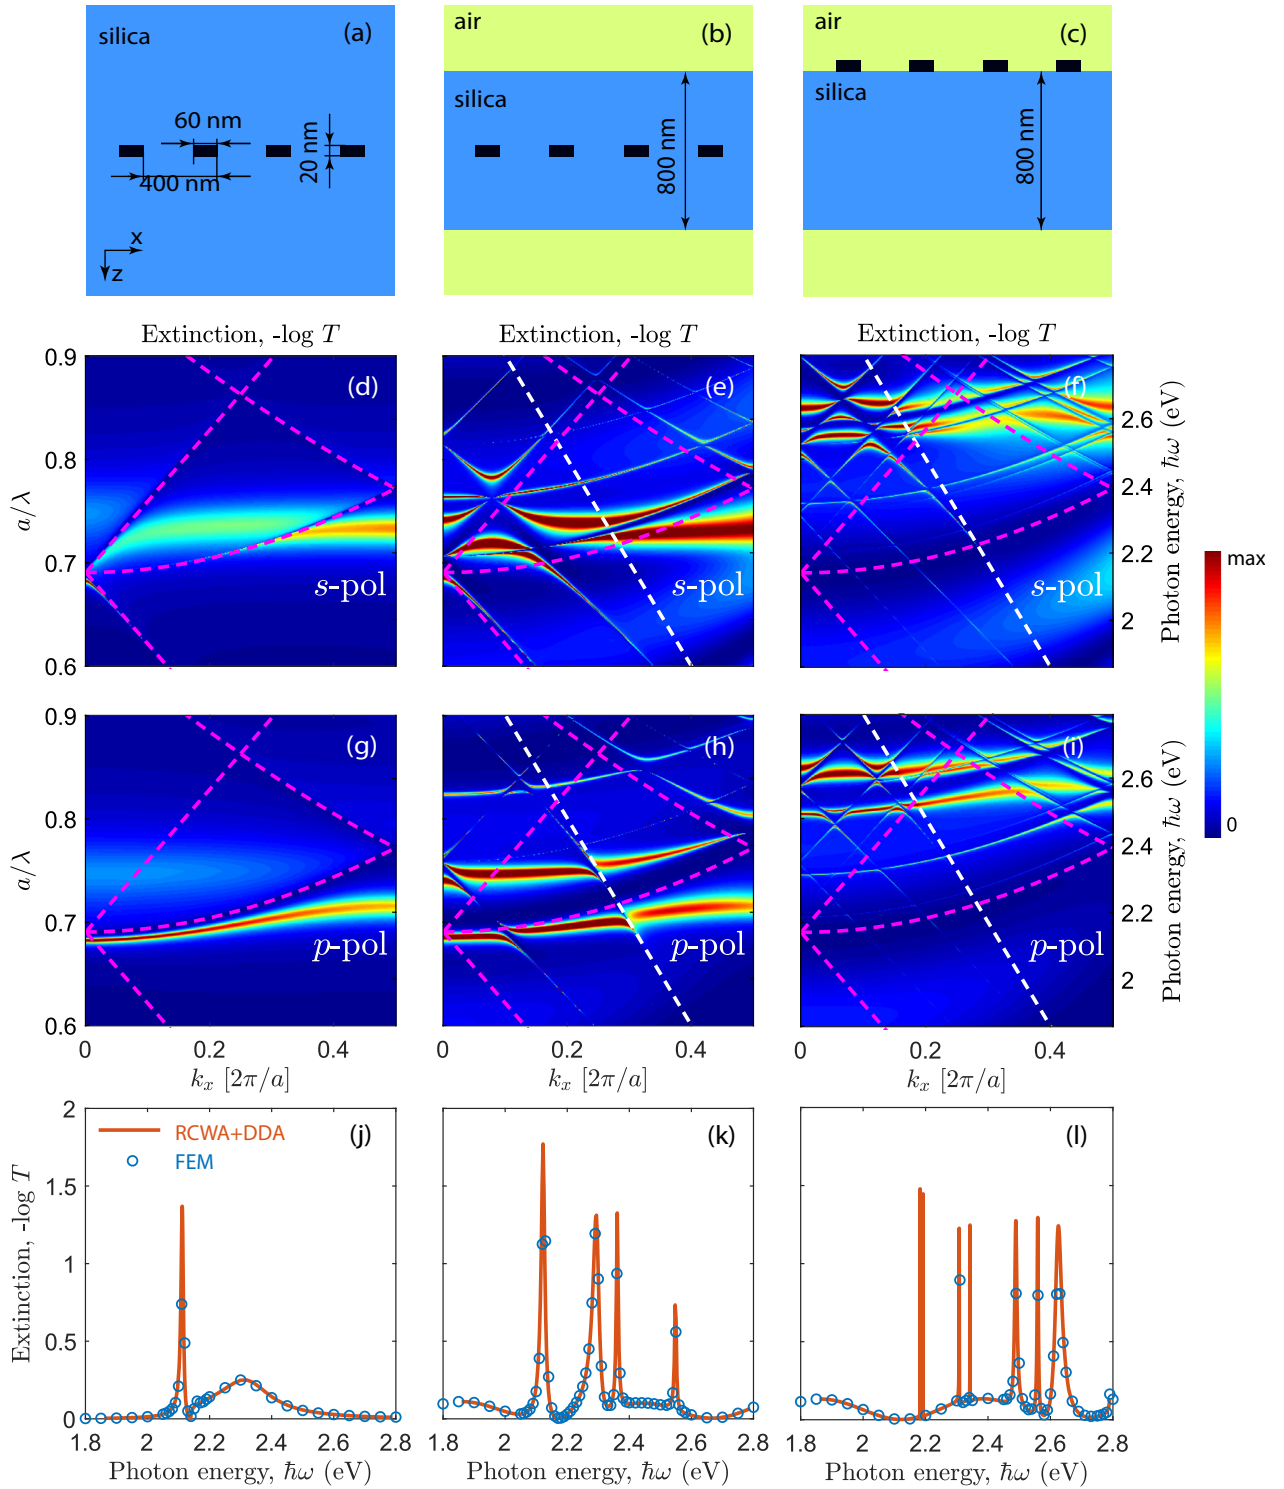 silica
(a)
60 nm
20 nm
400 nm
x
z
air
(b)
silica
800 nm
air
(c)
silica
800 nm
Extinction, -log T
Extinction, -log T
Extinction, -log T
0.9
0.8
0.7
0.6
a/λ
(d)
s-pol
(e)
s-pol
(f)
s-pol
2.6
2.4
2.2
2
Photon energy, ℏω (eV)
max
0
0.9
0.8
0.7
0.6
a/λ
(g)
p-pol
(h)
p-pol
(i)
p-pol
2.6
2.4
2.2
2
Photon energy, ℏω (eV)
0 0.2 0.4
0 0.2 0.4
0 0.2 0.4
kₓ [2π/a]
kₓ [2π/a]
kₓ [2π/a]
2
1.5
1
0.5
0
Extinction, -log T
RCWA+DDA
FEM
(j)
(k)
(l)
1.8 2 2.2 2.4 2.6 2.8
1.8 2 2.2 2.4 2.6 2.8
1.8 2 2.2 2.4 2.6 2.8
Photon energy, ℏω (eV)
Photon energy, ℏω (eV)
Photon energy, ℏω (eV)